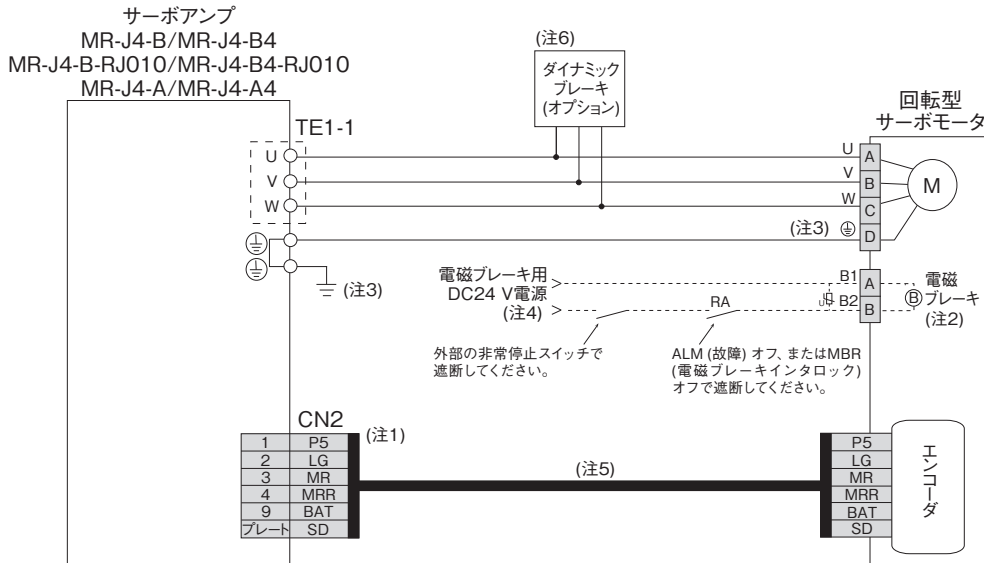 サーボアンプ
MR-J4-B/MR-J4-B4
MR-J4-B-RJ010/MR-J4-B4-RJ010
MR-J4-A/MR-J4-A4
(注6)
ダイナミック
ブレーキ
(オプション)
回転型
サーボモータ
TE1-1
U
V
W
U
V
W
A
B
C
D
M
(注3)
(注3)
電磁ブレーキ用
DC24 V電源
(注4)
RA
B1
U
B2
A
B
B
電磁
ブレーキ
(注2)
外部の非常停止スイッチで
遮断してください。
ALM (故障) オフ、またはMBR
(電磁ブレーキインタロック)
オフで遮断してください。
CN2
(注1)
1 P5
2 LG
3 MR
4 MRR
9 BAT
プレート SD
(注5)
P5
LG
MR
MRR
BAT
SD
エンコーダ